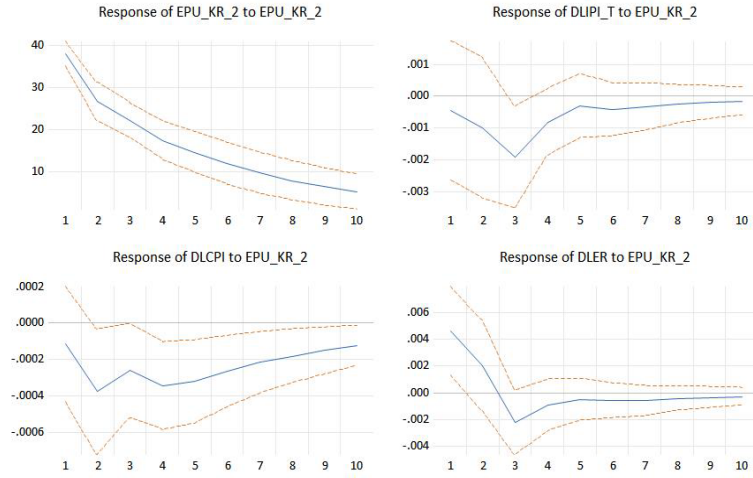 Response of EPU_KR_2 to EPU_KR_2
40
30
20
10
1 2 3 4 5 6 7 8 9 10
Response of DLIPI_T to EPU_KR_2
.001
.000
-.001
-.002
-.003
1 2 3 4 5 6 7 8 9 10
Response of DLCPI to EPU_KR_2
.0002
.0000
-.0002
-.0004
-.0006
1 2 3 4 5 6 7 8 9 10
Response of DLER to EPU_KR_2
.006
.004
.002
.000
-.002
-.004
1 2 3 4 5 6 7 8 9 10